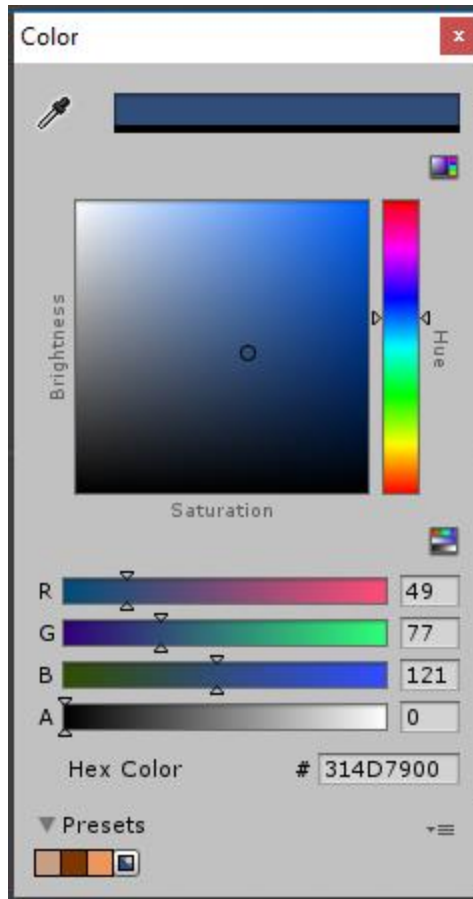 Color
x
Brightness
Hue
Saturation
R 49
G 77
B 121
A 0
Hex Color # 314D7900
Presets